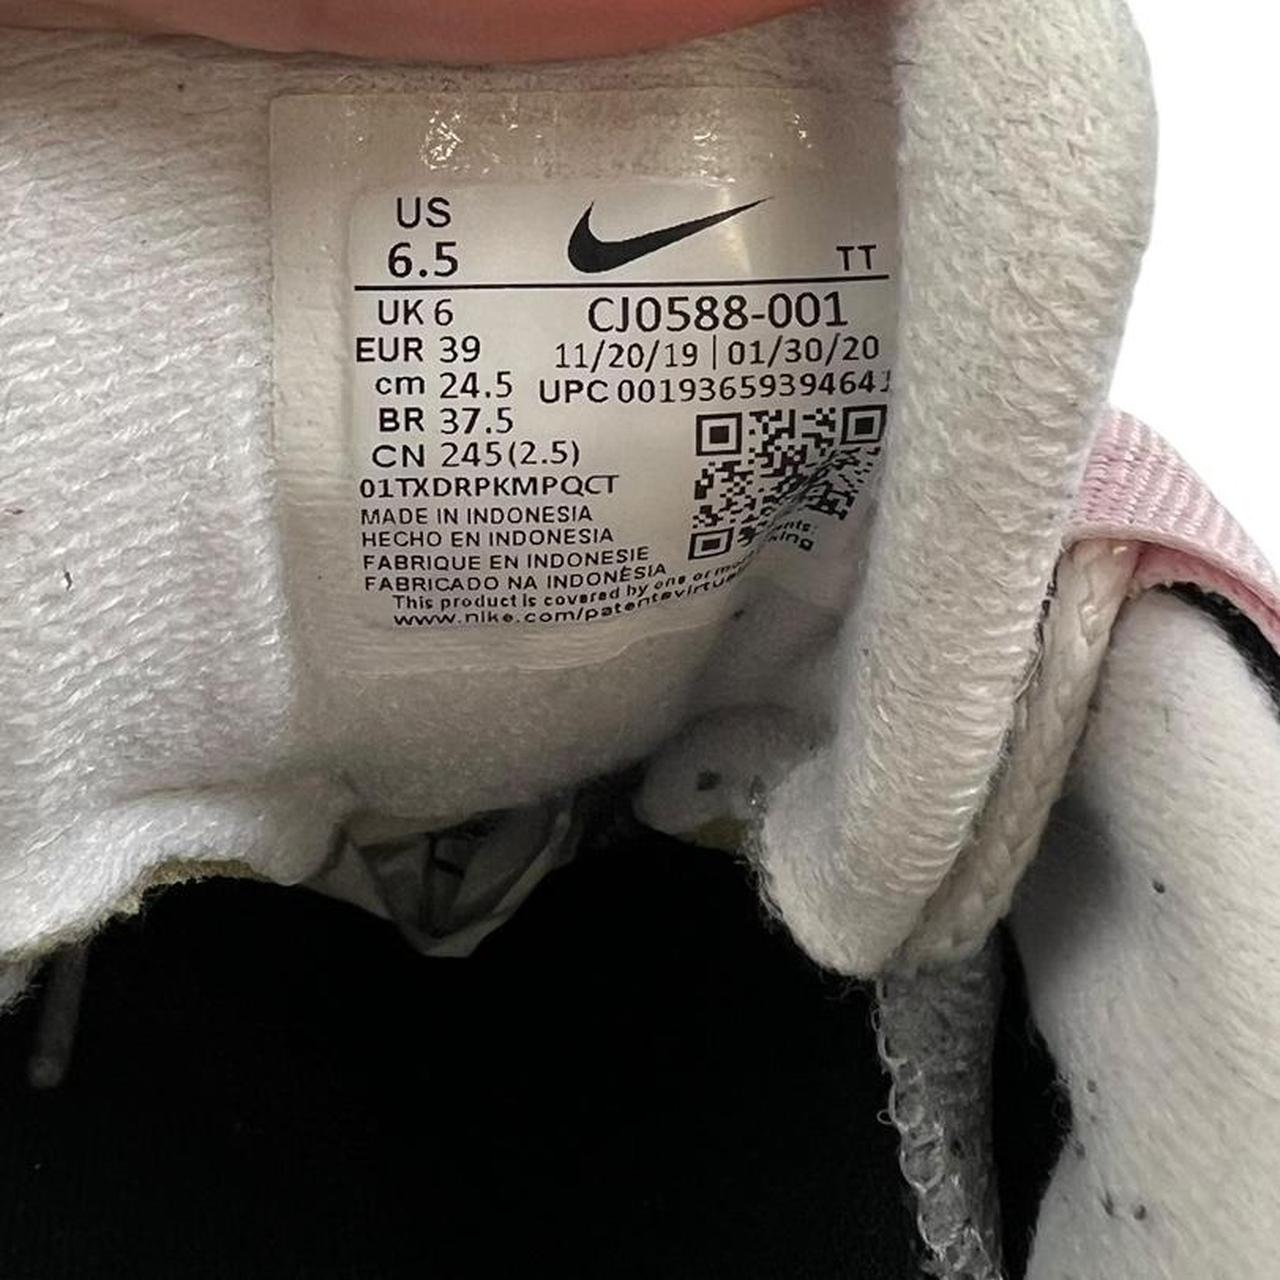 US
6.5
TT
UK 6
CJ0588-001
EUR 39
11/20/19 | 01/30/20
cm 24.5
UPC 0019365939464
BR 37.5
CN 245(2.5)
01TXDRPKMPQCT
MADE IN INDONESIA
HECHO EN INDONESIA
FABRIQUE EN INDONESIE
FABRICADO NA INDONÉSIA
This product is covered by one or more
www.nike.com/patentsvirtu